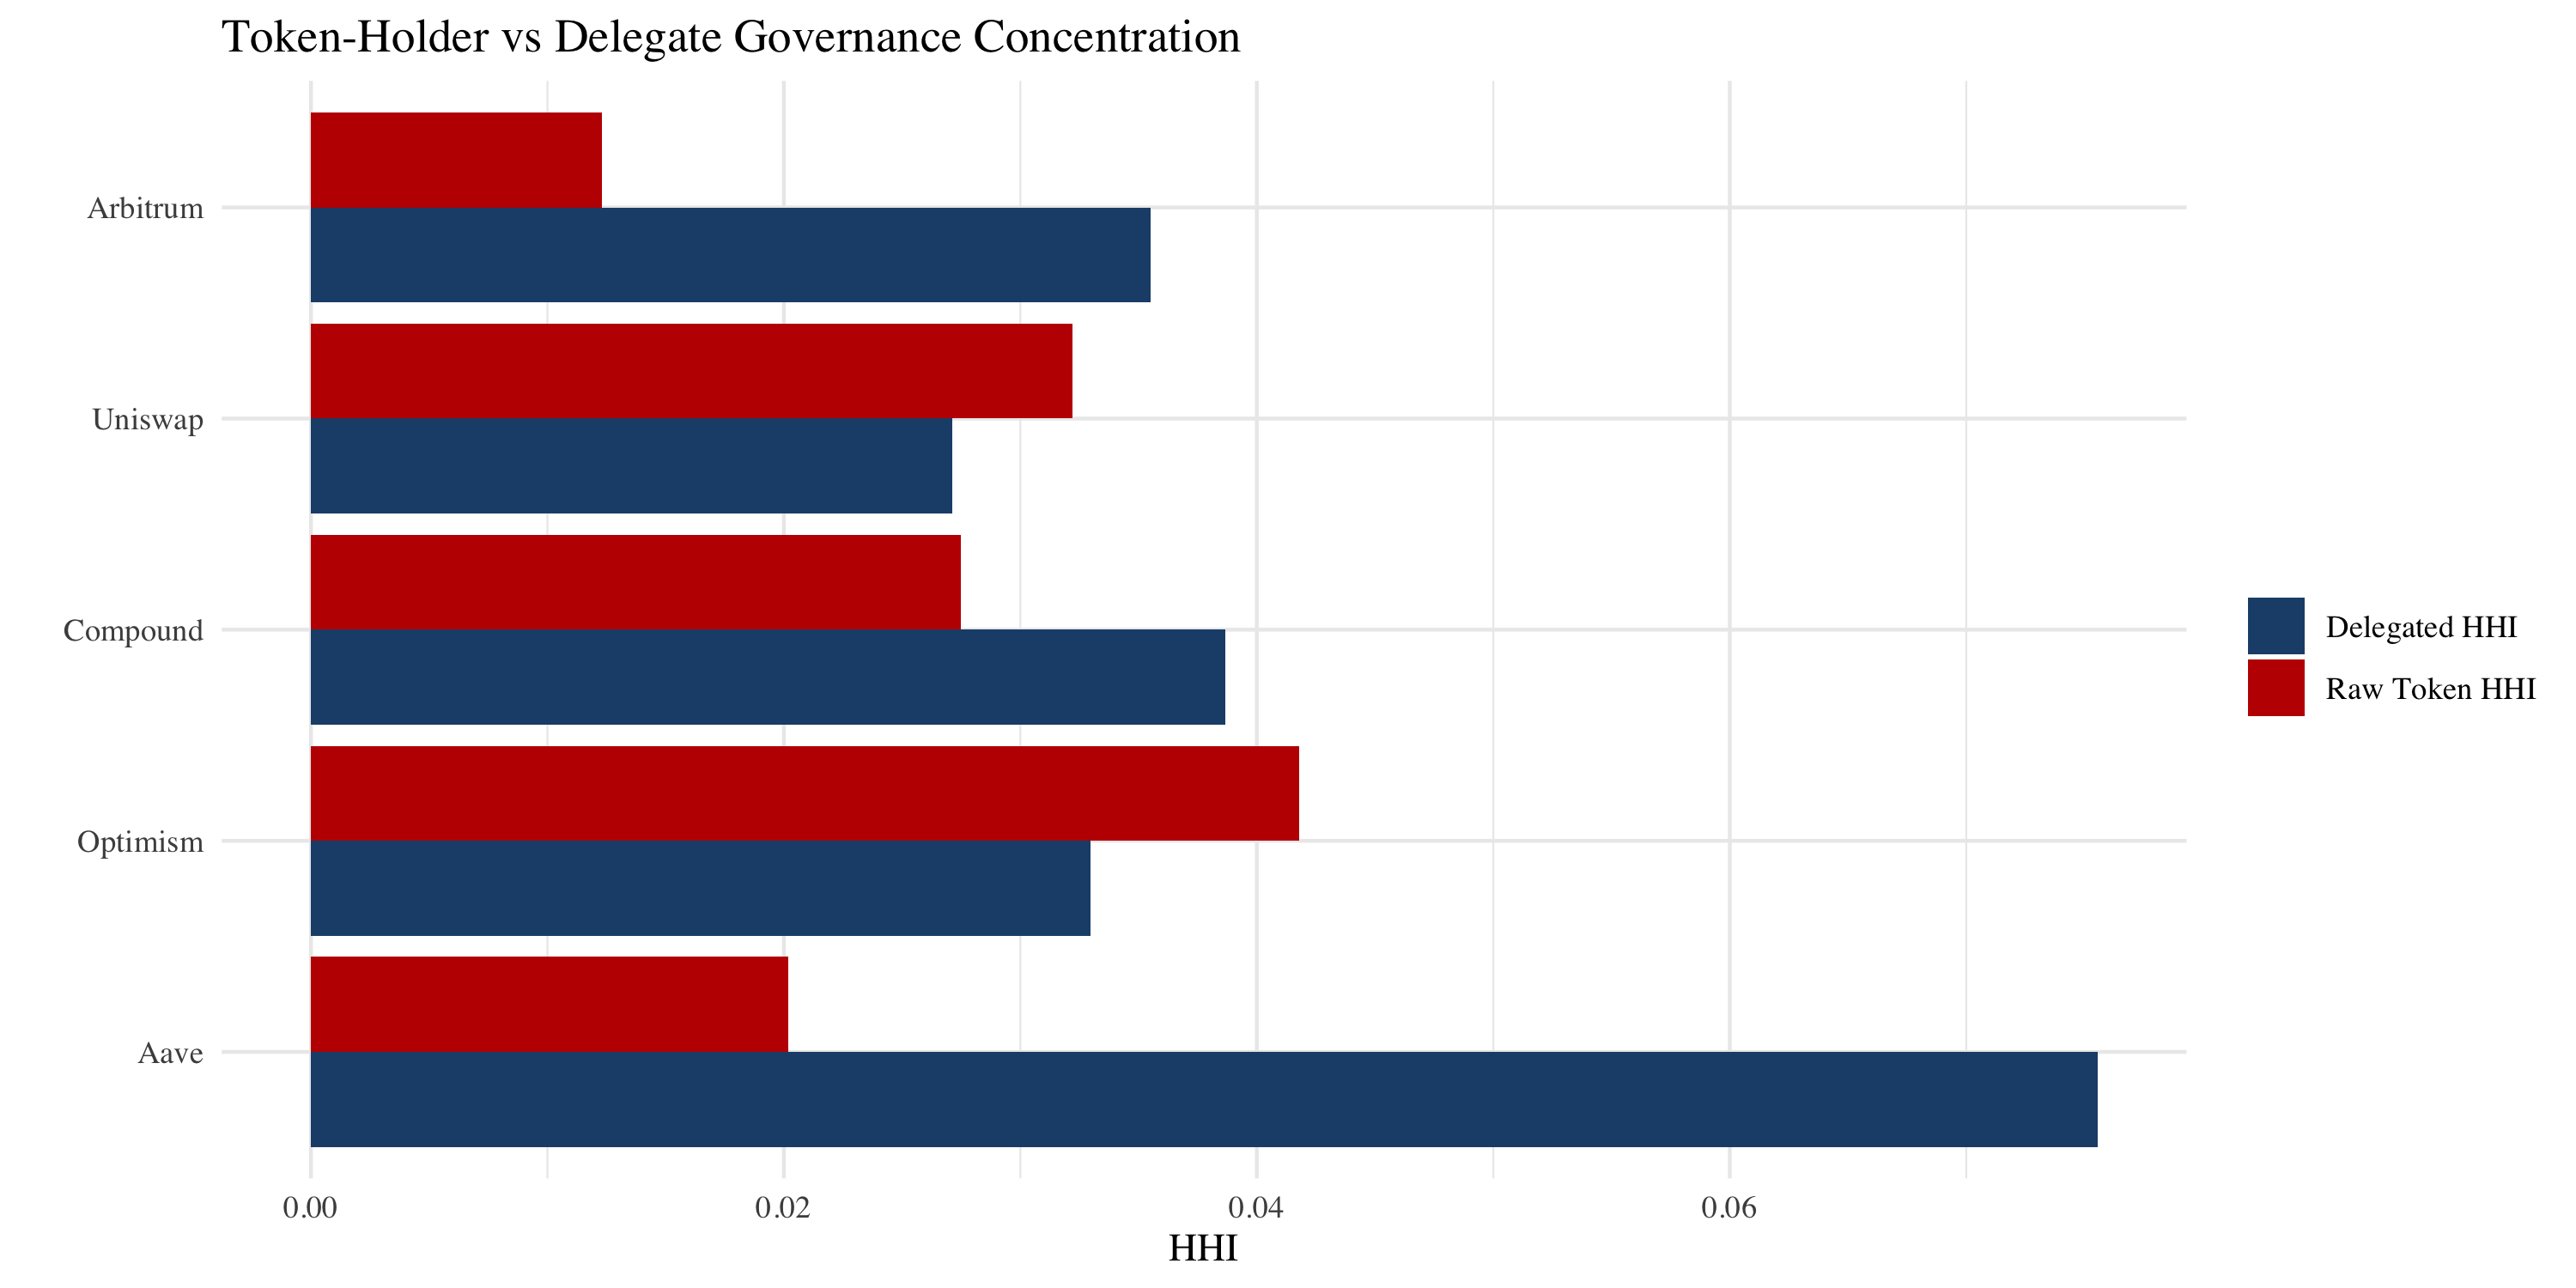 Token-Holder vs Delegate Governance Concentration
Arbitrum
Uniswap
Compound
Optimism
Aave
0.00 0.02 0.04 0.06
HHI
Delegated HHI
Raw Token HHI